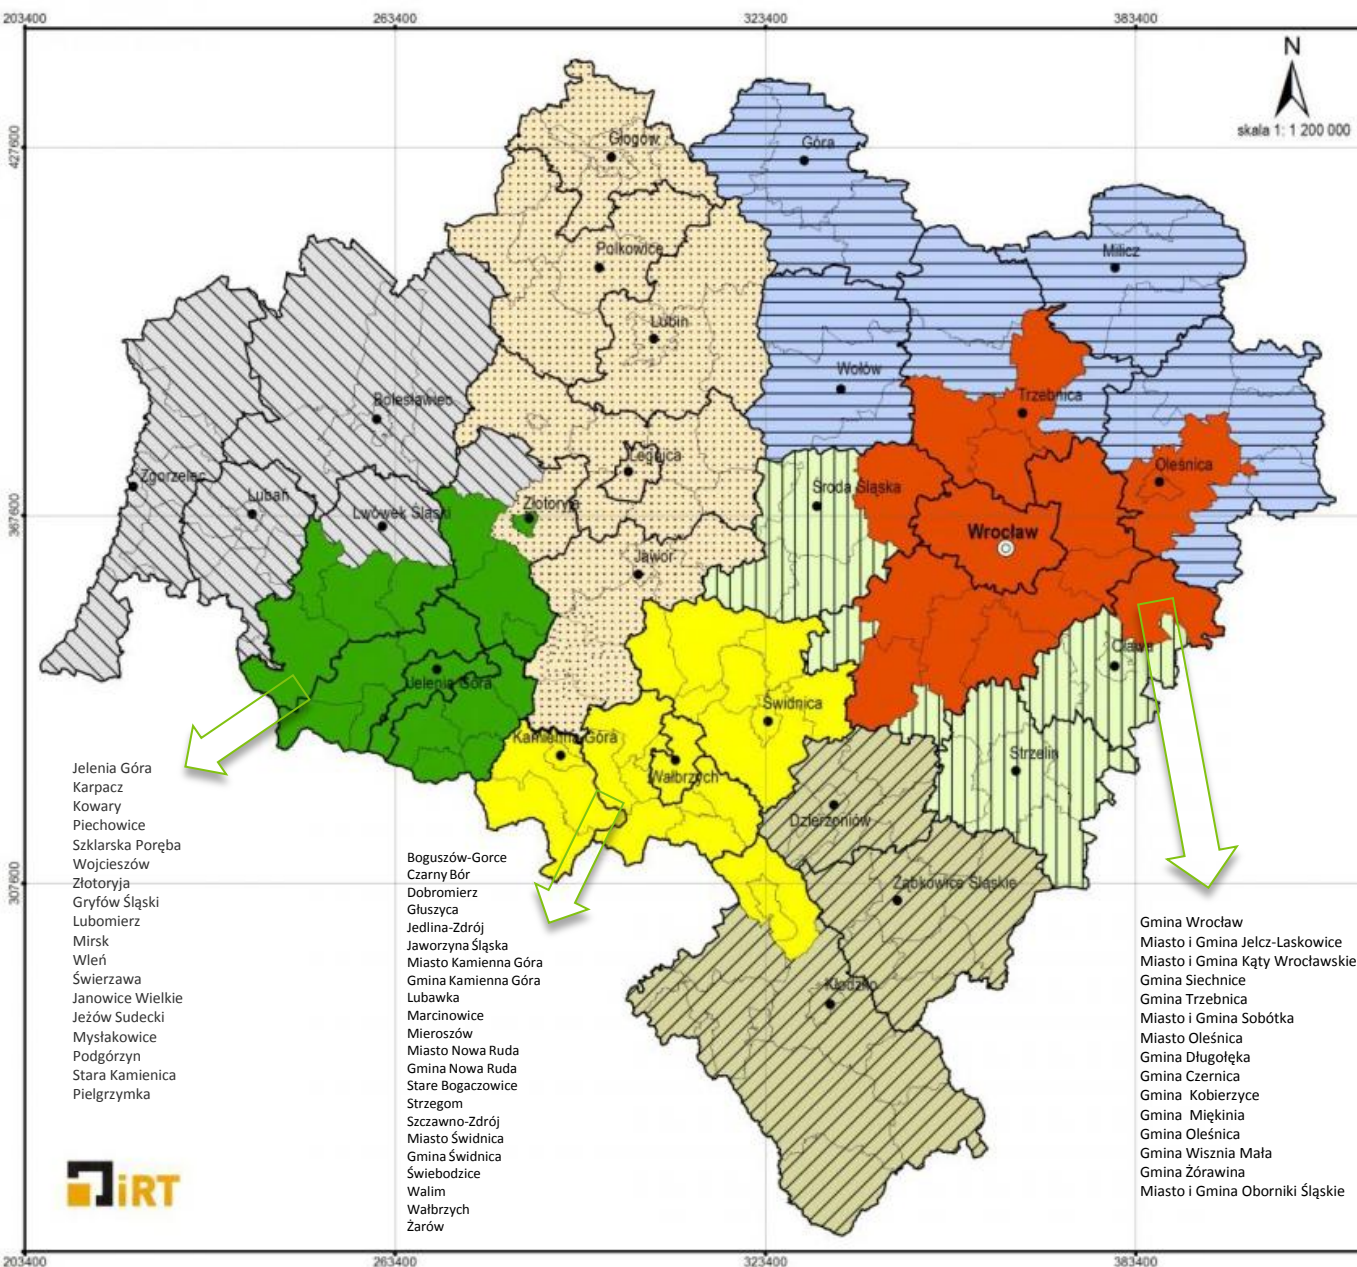 203400
263400
323400
383400
N
skala 1: 1 200 000
427600
367600
307600
Głogów
Góra
Polkowice
Milicz
Lubin
Wołów
Trzebnica
Bolesławiec
Zgorzelec
Lubań
Lwówek Śląski
Złotoryja
Legnica
Środa Śląska
Oleśnica
Wrocław
Jawor
Jelenia Góra
Oława
Świdnica
Kamienna Góra
Wałbrzych
Strzelin
Dzierżoniów
Ząbkowice Śląskie
Kłodzko
Jelenia Góra
Karpacz
Kowary
Piechowice
Szklarska Poręba
Wojcieszów
Złotoryja
Gryfów Śląski
Lubomierz
Mirsk
Wleń
Świerzawa
Janowice Wielkie
Jeżów Sudecki
Mysłakowice
Podgórzyn
Stara Kamienica
Pielgrzymka
Boguszów-Gorce
Czarny Bór
Dobromierz
Głuszyca
Jedlina-Zdrój
Jaworzyna Śląska
Miasto Kamienna Góra
Gmina Kamienna Góra
Lubawka
Marcinowice
Mieroszów
Miasto Nowa Ruda
Gmina Nowa Ruda
Stare Bogaczowice
Strzegom
Szczawno-Zdrój
Miasto Świdnica
Gmina Świdnica
Świebodzice
Walim
Wałbrzych
Żarów
Gmina Wrocław
Miasto i Gmina Jelcz-Laskowice
Miasto i Gmina Kąty Wrocławskie
Gmina Siechnice
Gmina Trzebnica
Miasto i Gmina Sobótka
Miasto Oleśnica
Gmina Długołęka
Gmina Czernica
Gmina Kobierzyce
Gmina Miękinia
Gmina Oleśnica
Gmina Wisznia Mała
Gmina Żórawina
Miasto i Gmina Oborniki Śląskie
iRT
203400
263400
323400
383400